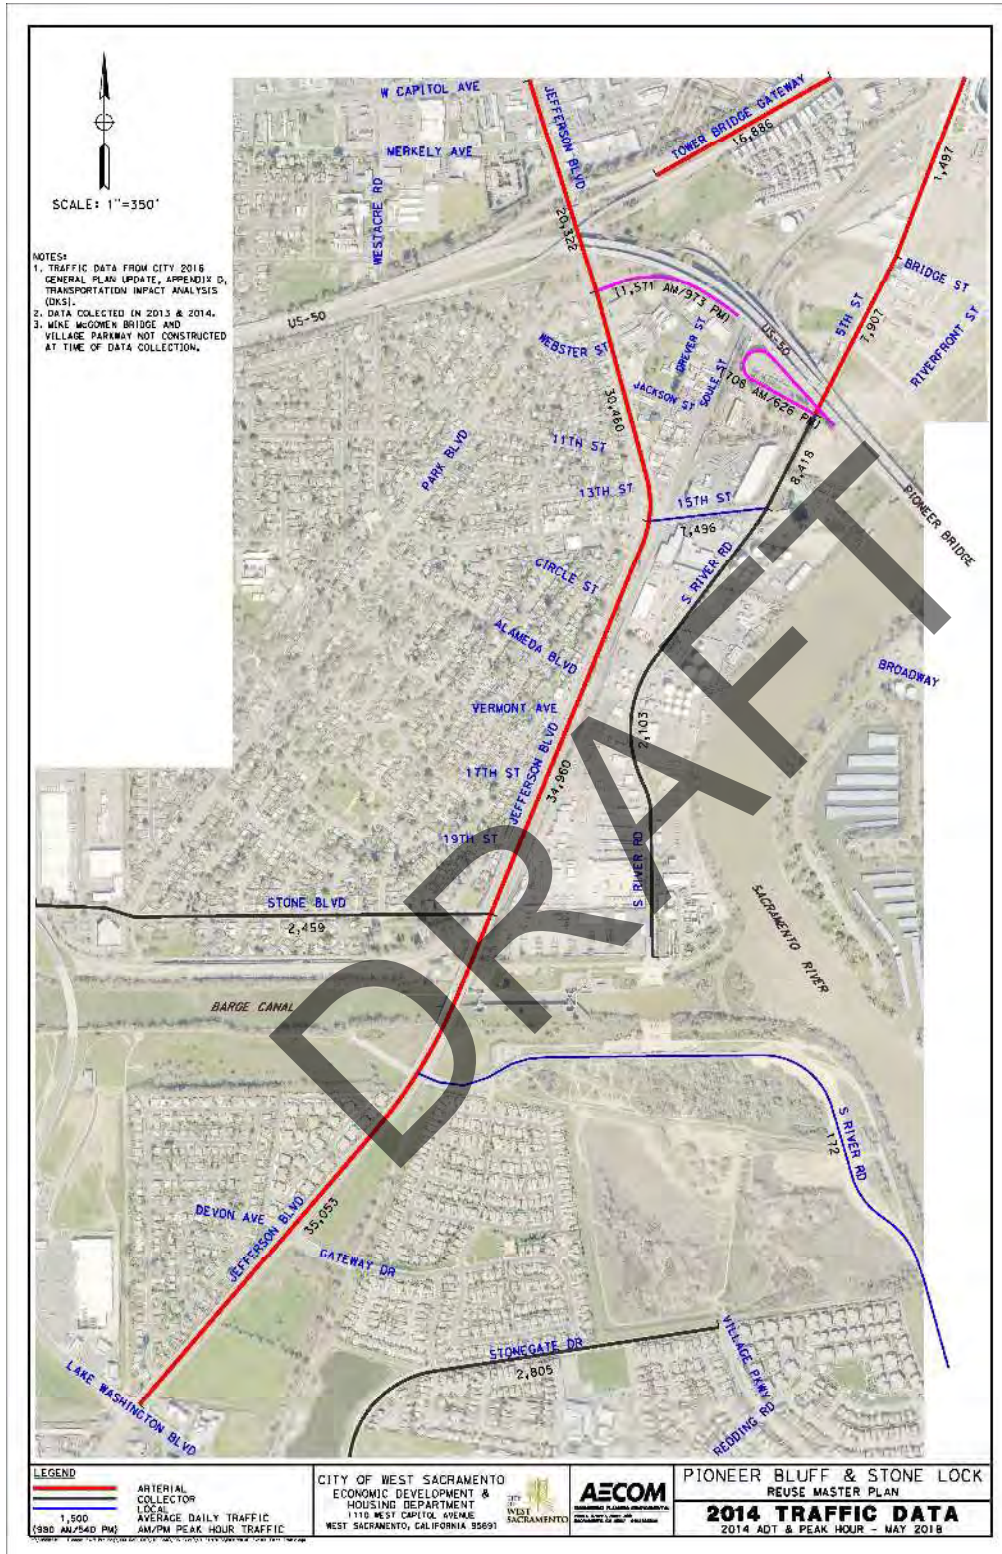 W CAPITOL AVE
JEFFERSON BLVD
TOWER BRIDGE GATEWAY
16,886
MERKELY AVE
1,497
WESTACRE RD
SCALE: 1"=350'
20,322
NOTES:
1. TRAFFIC DATA FROM CITY 2016
GENERAL PLAN UPDATE, APPENDIX D,
TRANSPORTATION IMPACT ANALYSIS
(DKS).
2. DATA COLECTED IN 2013 & 2014.
3. MIKE McGOWEN BRIDGE AND
VILLAGE PARKWAY NOT CONSTRUCTED
AT TIME OF DATA COLLECTION.
BRIDGE ST
(1,571 AM/973 PM)
US-50
US-50
5TH ST
7,907
RIVERFRONT ST
WEBSTER ST
DREVER ST
JACKSON ST
SOULE ST
(708 AM/626 PM)
30,460
PARK BLVD
11TH ST
8,418
13TH ST
15TH ST
7,496
PIONEER BRIDGE
S RIVER RD
CIRCLE ST
ALAMEDA BLVD
BROADWAY
VERMONT AVE
2,103
JEFFERSON BLVD
34,960
17TH ST
19TH ST
S RIVER RD
STONE BLVD
2,459
SACRAMENTO RIVER
BARGE CANAL
DRAFT
S RIVER RD
172
DEVON AVE
JEFFERSON BLVD
35,053
GATEWAY DR
STONEGATE DR
2,805
VILLAGE PKWY
REDDING RD
LAKE WASHINGTON BLVD
LEGEND
ARTERIAL
COLLECTOR
LOCAL
1,500 AVERAGE DAILY TRAFFIC
(990 AM/540 PM) AM/PM PEAK HOUR TRAFFIC
CITY OF WEST SACRAMENTO
ECONOMIC DEVELOPMENT &
HOUSING DEPARTMENT
1110 WEST CAPITOL AVENUE
WEST SACRAMENTO, CALIFORNIA 95691
CITY OF
WEST
SACRAMENTO
AECOM
PIONEER BLUFF & STONE LOCK
REUSE MASTER PLAN
2014 TRAFFIC DATA
2014 ADT & PEAK HOUR - MAY 2018